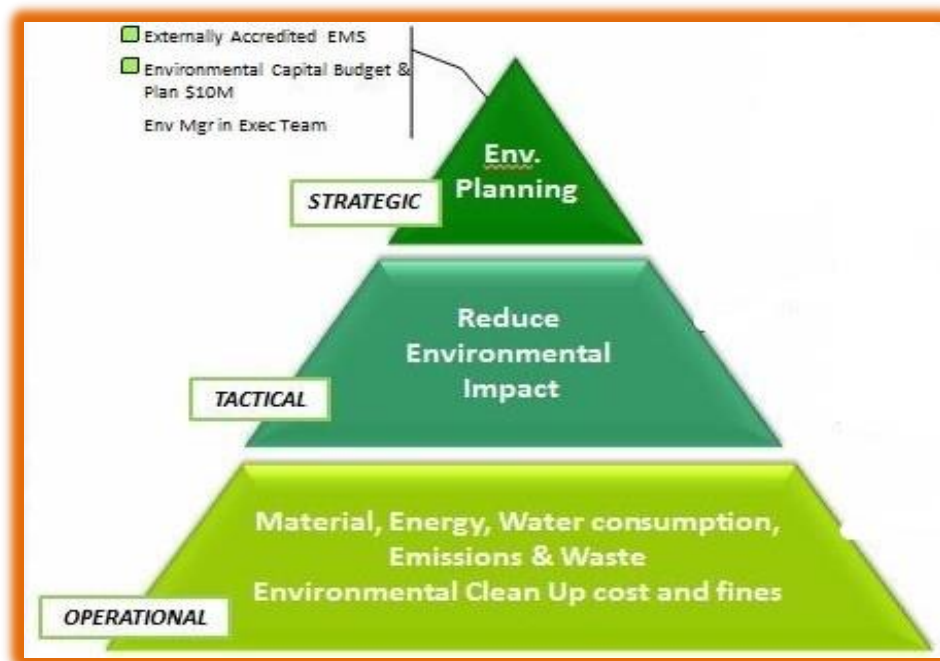 Externally Accredited EMS
Environmental Capital Budget &
Plan $10M
Env Mgr in Exec Team
Env.
Planning
STRATEGIC
Reduce
Environmental
Impact
TACTICAL
Material, Energy, Water consumption,
Emissions & Waste
Environmental Clean Up cost and fines
OPERATIONAL